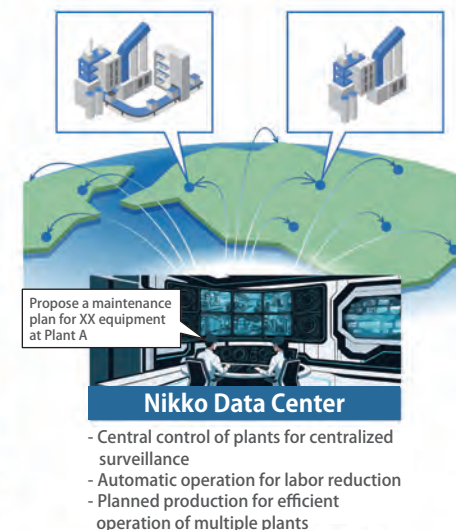 Propose a maintenance
plan for XX equipment
at Plant A
Nikko Data Center
- Central control of plants for centralized
surveillance
- Automatic operation for labor reduction
- Planned production for efficient
operation of multiple plants